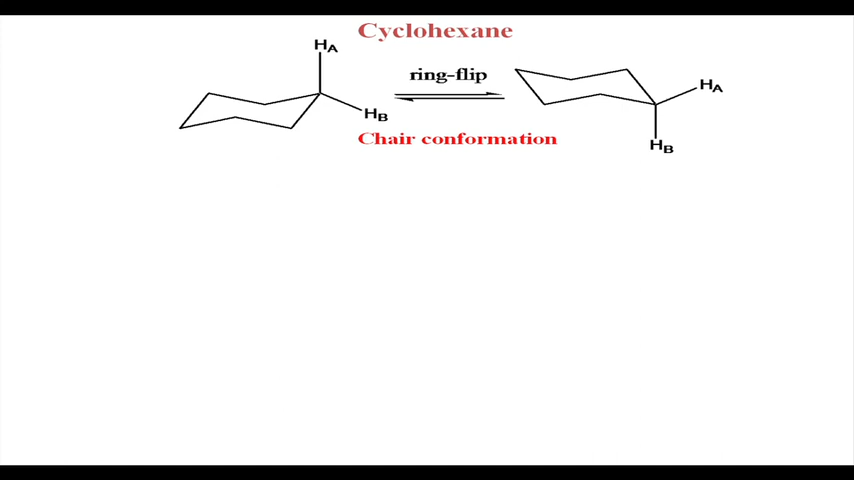 Cyclohexane
HA
ring-flip
HA
HB
Chair conformation
HB